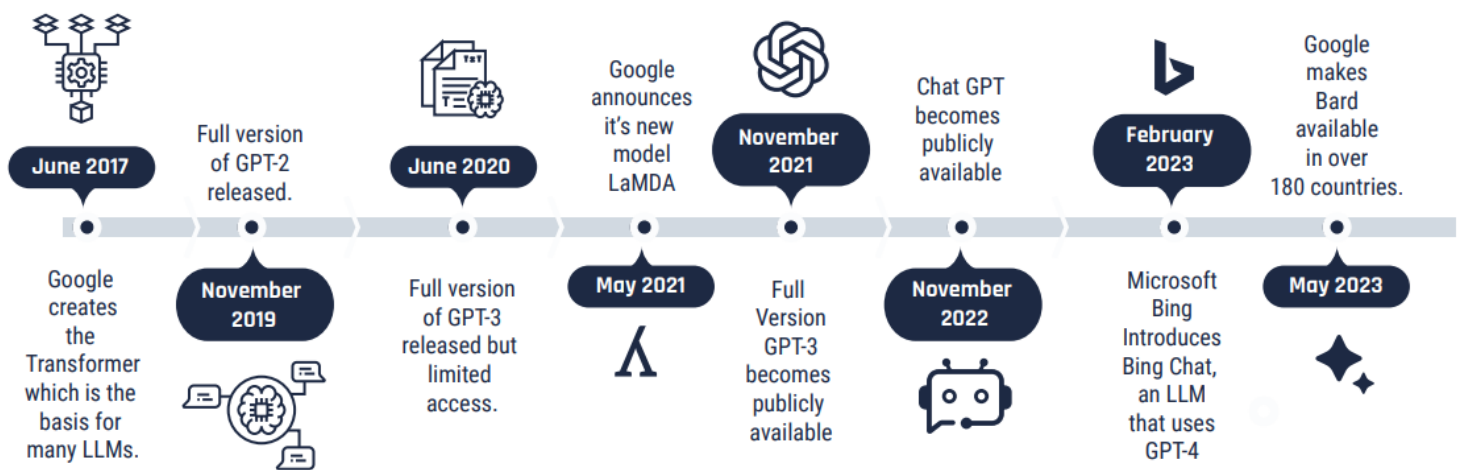 June 2017
Google
creates
the
Transformer
which is the
basis for
many LLMs.
Full version
of GPT-2
released.
November
2019
TxT
T=
June 2020
Full version
of GPT-3
released but
limited
access.
Google
announces
it's new
model
LaMDA
May 2021
November
2021
Full
Version
GPT-3
becomes
publicly
available
Chat GPT
becomes
publicly
available
November
2022
February
2023
Microsoft
Bing
Introduces
Bing Chat,
an LLM
that uses
GPT-4
Google
makes
Bard
available
in over
180 countries.
May 2023